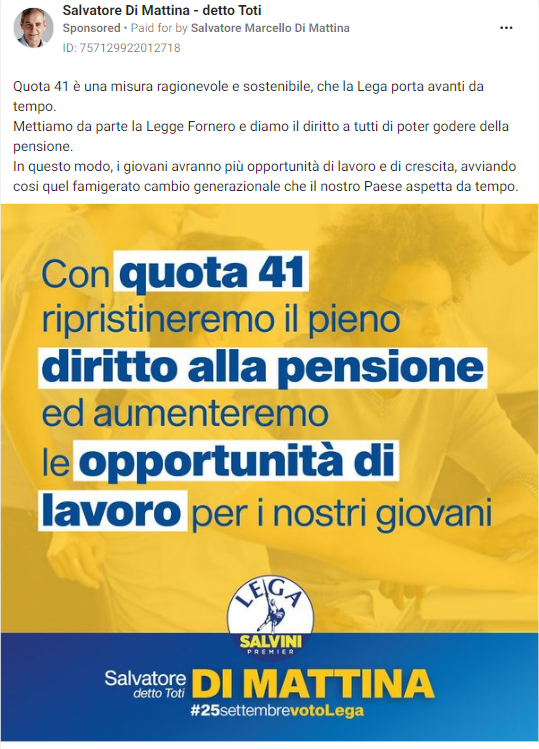 Salvatore Di Mattina - detto Toti
Sponsored • Paid for by Salvatore Marcello Di Mattina
ID: 757129922012718
Quota 41 è una misura ragionevole e sostenibile, che la Lega porta avanti da
tempo.
Mettiamo da parte la Legge Fornero e diamo il diritto a tutti di poter godere della
pensione.
In questo modo, i giovani avranno più opportunità di lavoro e di crescita, avviando
cosi quel famigerato cambio generazionale che il nostro Paese aspetta da tempo.
Con quota 41
ripristineremo il pieno
diritto alla pensione
ed aumenteremo
le opportunità di
lavoro per i nostri giovani
LEGA
SALVINI
PREMIER
Salvatore
detto Toti
DI MATTINA
#25settembrevotoLega